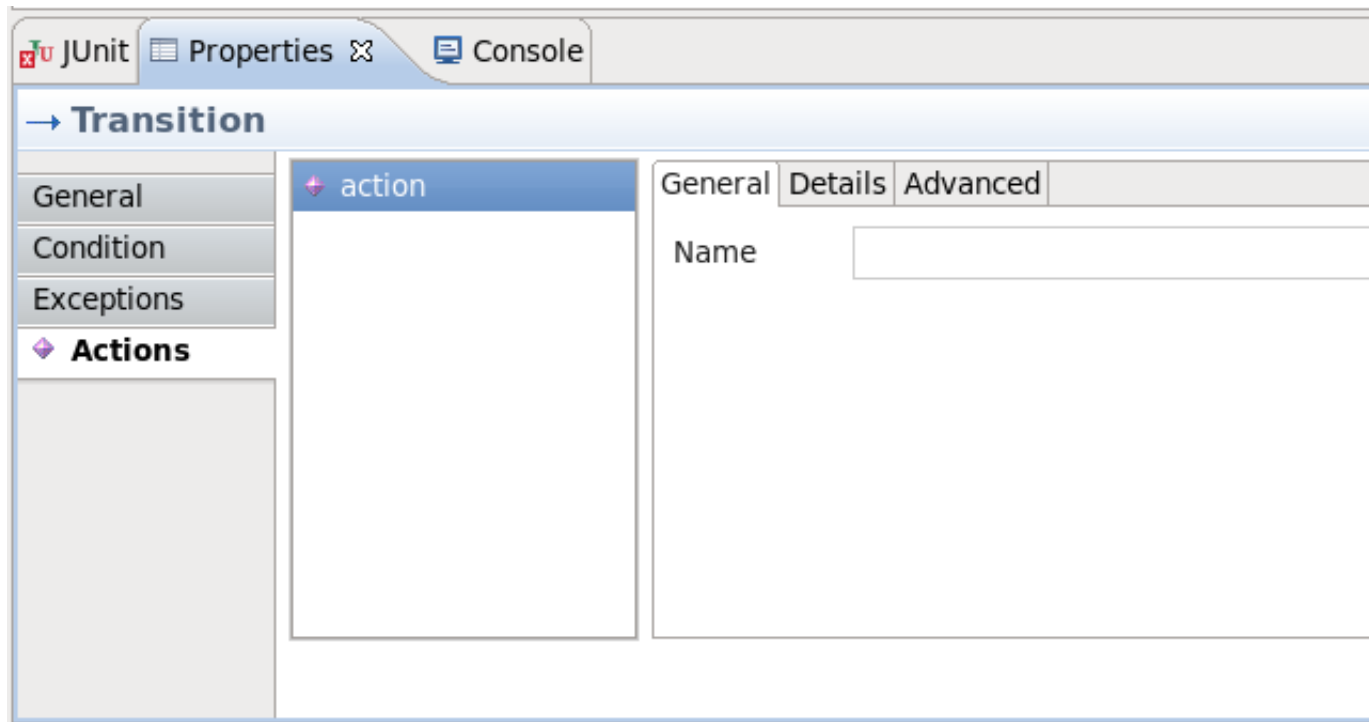 JUnit Properties Console
Transition
General
Condition
Exceptions
Actions
action
General Details Advanced
Name